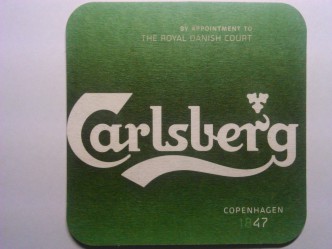 BY APPOINTMENT TO
THE ROYAL DANISH COURT
Carlsberg
COPENHAGEN
1847